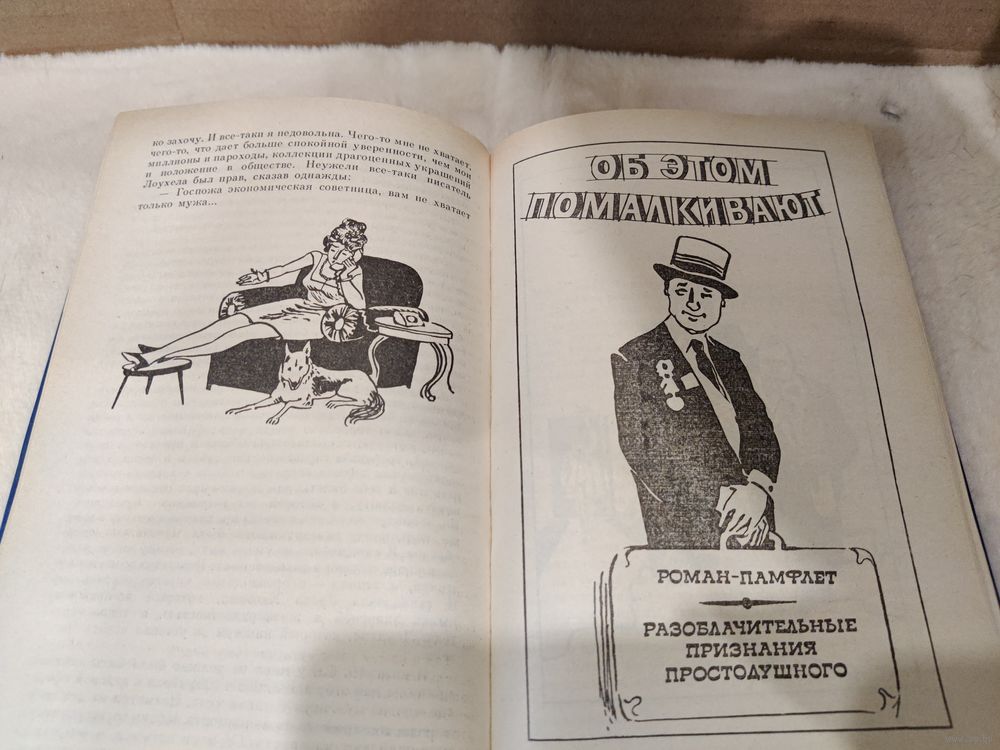 ко захочу. И все-таки я недовольна. Чего-то мне не хватает,
чего-то, что дает больше спокойной уверенности, чем мои
миллионы и пароходы, коллекции драгоценных украшений
и положение в обществе. Неужели все-таки писатель
Лоухела был прав, сказав однажды:
— Госпожа экономическая советница, вам не хватает
только мужа...
ОБ ЭТОМ
ПОМАЛКИВАЮТ
РОМАН-ПАМФЛЕТ
РАЗОБЛАЧИТЕЛЬНЫЕ
ПРИЗНАНИЯ
ПРОСТОДУШНОГО